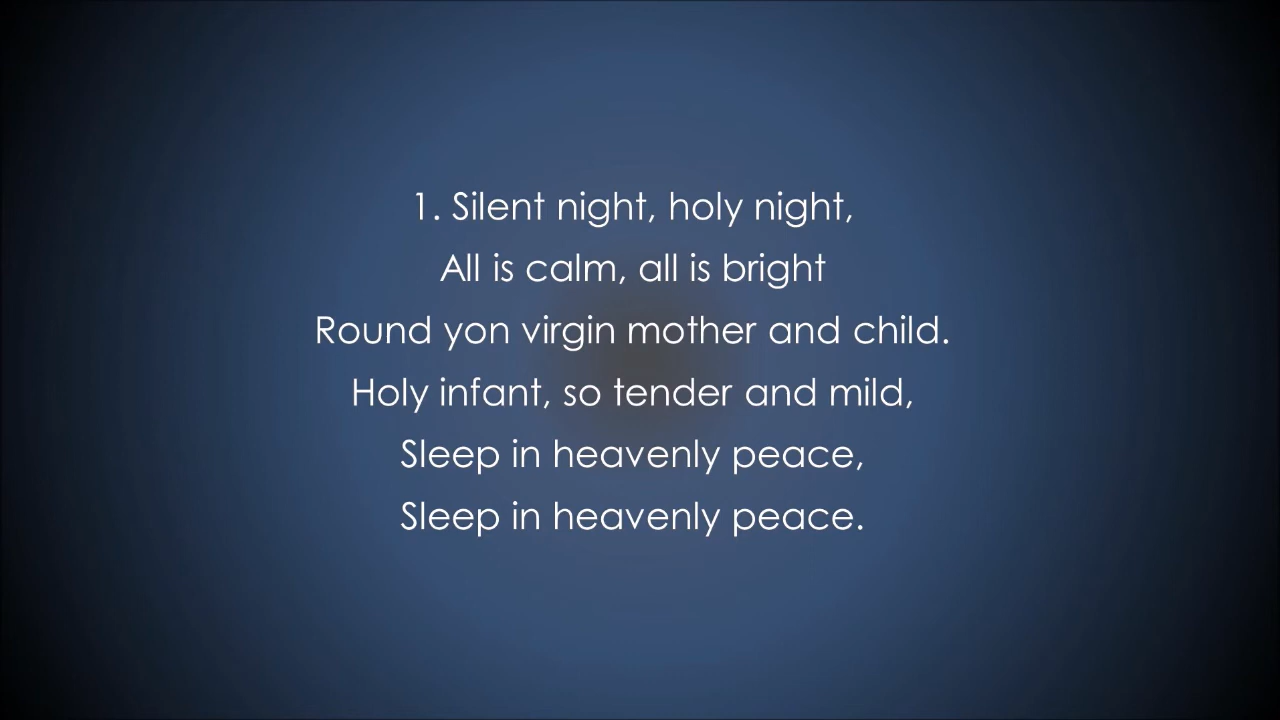 1. Silent night, holy night,
All is calm, all is bright
Round yon virgin mother and child.
Holy infant, so tender and mild,
Sleep in heavenly peace,
Sleep in heavenly peace.